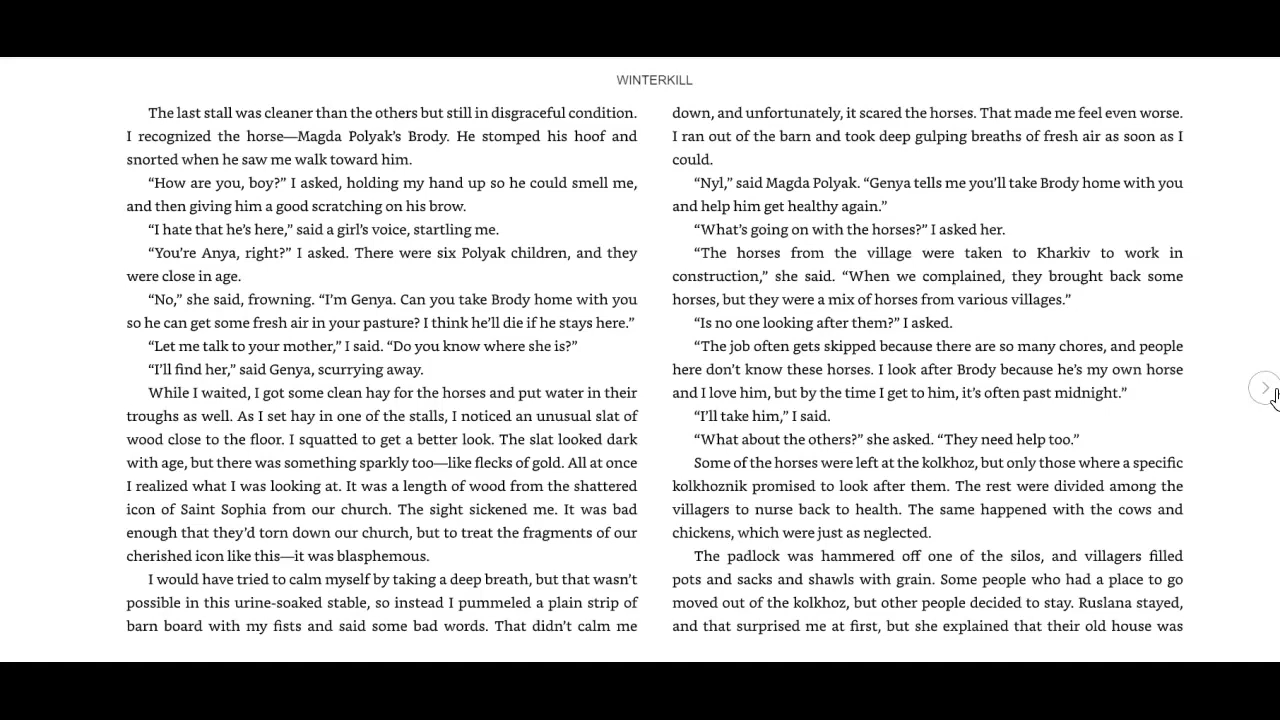 WINTERKILL
The last stall was cleaner than the others but still in disgraceful condition.
I recognized the horse—Magda Polyak’s Brody. He stomped his hoof and
snorted when he saw me walk toward him.
“How are you, boy?” I asked, holding my hand up so he could smell me,
and then giving him a good scratching on his brow.
“I hate that he’s here,” said a girl’s voice, startling me.
“You’re Anya, right?” I asked. There were six Polyak children, and they
were close in age.
“No,” she said, frowning. “I’m Genya. Can you take Brody home with you
so he can get some fresh air in your pasture? I think he’ll die if he stays here.”
“Let me talk to your mother,” I said. “Do you know where she is?”
“I’ll find her,” said Genya, scurrying away.
While I waited, I got some clean hay for the horses and put water in their
troughs as well. As I set hay in one of the stalls, I noticed an unusual slat of
wood close to the floor. I squatted to get a better look. The slat looked dark
with age, but there was something sparkly too—like flecks of gold. All at once
I realized what I was looking at. It was a length of wood from the shattered
icon of Saint Sophia from our church. The sight sickened me. It was bad
enough that they’d torn down our church, but to treat the fragments of our
cherished icon like this—it was blasphemous.
I would have tried to calm myself by taking a deep breath, but that wasn’t
possible in this urine-soaked stable, so instead I pummeled a plain strip of
barn board with my fists and said some bad words. That didn’t calm me
down, and unfortunately, it scared the horses. That made me feel even worse.
I ran out of the barn and took deep gulping breaths of fresh air as soon as I
could.
“Nyl,” said Magda Polyak. “Genya tells me you’ll take Brody home with you
and help him get healthy again.”
“What’s going on with the horses?” I asked her.
“The horses from the village were taken to Kharkiv to work in
construction,” she said. “When we complained, they brought back some
horses, but they were a mix of horses from various villages.”
“Is no one looking after them?” I asked.
“The job often gets skipped because there are so many chores, and people
here don’t know these horses. I look after Brody because he’s my own horse
and I love him, but by the time I get to him, it’s often past midnight.”
“I’ll take him,” I said.
“What about the others?” she asked. “They need help too.”
Some of the horses were left at the kolkhoz, but only those where a specific
kolkhoznik promised to look after them. The rest were divided among the
villagers to nurse back to health. The same happened with the cows and
chickens, which were just as neglected.
The padlock was hammered off one of the silos, and villagers filled
pots and sacks and shawls with grain. Some people who had a place to go
moved out of the kolkhoz, but other people decided to stay. Ruslana stayed,
and that surprised me at first, but she explained that their old house was